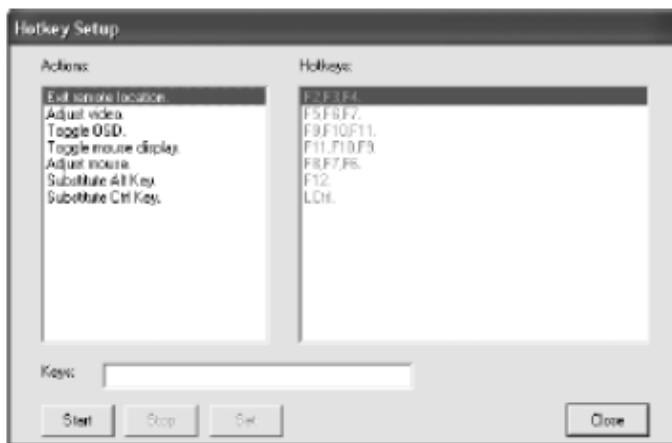 Hotkey Setup
Actions:
Hotkeys:
Exit remote location.
F2,F3,F4.
Adjust video.
F5,F6,F7.
Toggle OSD.
F9,F10,F11.
Toggle mouse display.
F11,F10,F9.
Adjust mouse.
F8,F7,F6.
Substitute Alt Key.
F12.
Substitute Ctrl Key.
LCtrl.
Keys:
Start
Stop
Set
Close